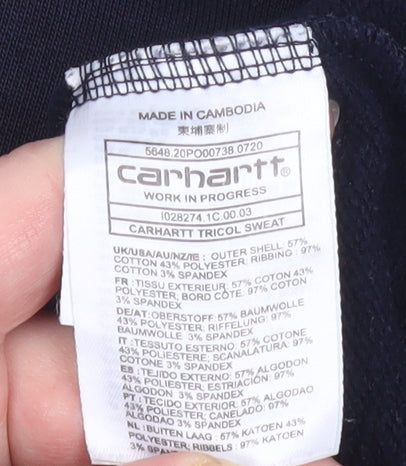 MADE IN CAMBODIA
柬埔寨制
5648.20PO00738.0720
carhartt®
WORK IN PROGRESS
I028274.1C.00.03
CARHARTT TRICOL SWEAT
UK/USA/AU/NZ/IE : OUTER SHELL: 57%
COTTON 43% POLYESTER, RIBBING : 97%
COTTON 3% SPANDEX
FR : TISSU EXTERIEUR: 57% COTON 43%
POLYESTER, BORD CÔTE: 97% COTON
3% SPANDEX
DE/AT: OBERSTOFF: 57% BAUMWOLLE
43% POLYESTER, RIFFELUNG: 97%
BAUMWOLLE 3% SPANDEX
IT : TESSUTO ESTERNO: 57% COTONE
43% POLIESTERE, SCANALATURA: 97%
COTONE 3% SPANDEX
ES : TEJIDO EXTERNO: 57% ALGODON
43% POLIESTER, ESTRIACIÓN: 97%
ALGODON 3% SPANDEX
PT : TECIDO EXTERIOR: 57% ALGODAO
43% POLIESTER, CANELADO: 97%
ALGODAO 3% SPANDEX
NL : BUITEN LAAG : 57% KATOEN 43%
POLYESTER, RIBBELS : 97% KATOEN
3% SPANDEX